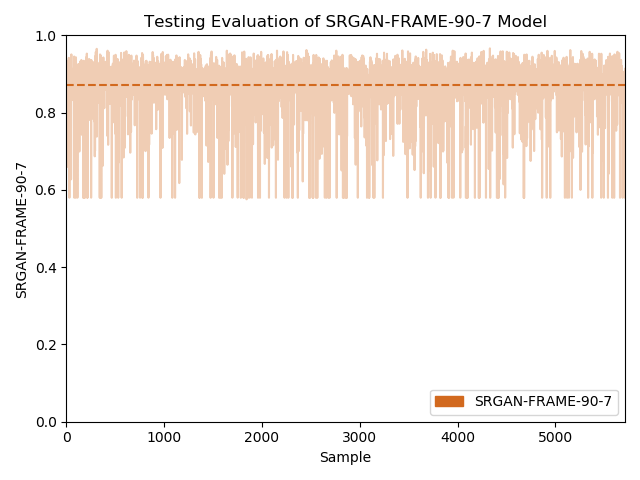 Testing Evaluation of SRGAN-FRAME-90-7 Model
1.0
0.8
0.6
0.4
0.2
0.0
SRGAN-FRAME-90-7
SRGAN-FRAME-90-7
0 1000 2000 3000 4000 5000
Sample